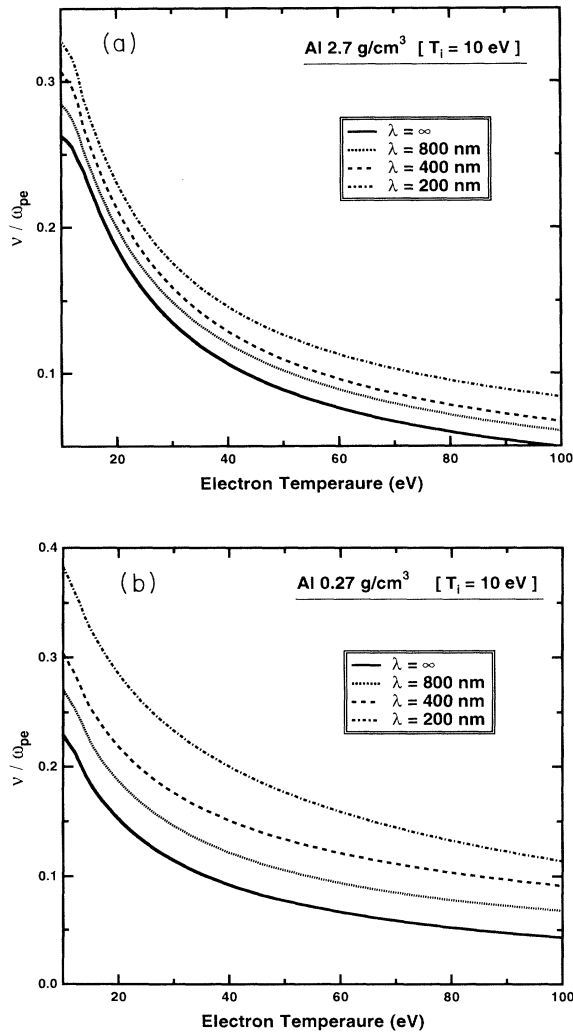 (a)
Al 2.7 g/cm³ [ Tᵢ = 10 eV ]
λ = ∞
λ = 800 nm
λ = 400 nm
λ = 200 nm
0.3
0.2
0.1
ν / ωpe
20 40 60 80 100
Electron Temperaure (eV)
(b)
Al 0.27 g/cm³ [ Tᵢ = 10 eV ]
λ = ∞
λ = 800 nm
λ = 400 nm
λ = 200 nm
0.4
0.3
0.2
0.1
0.0
ν / ωpe
20 40 60 80 100
Electron Temperaure (eV)